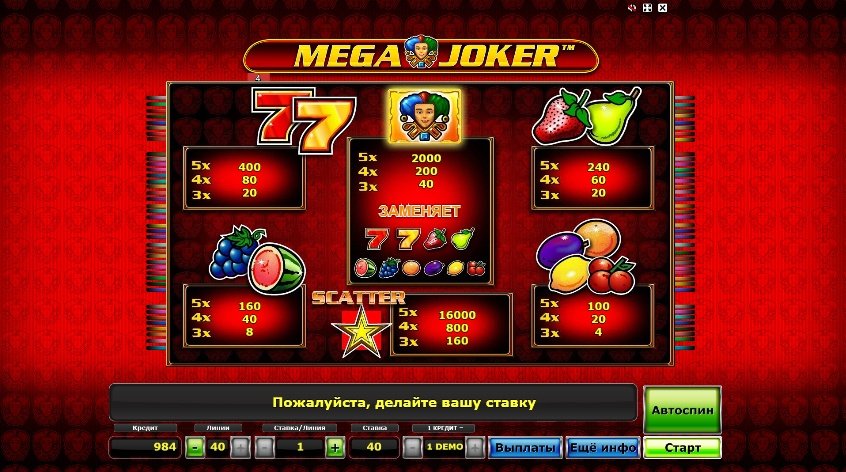 MEGA JOKER™
4
5x 400
4x 80
3x 20
5x 2000
4x 200
3x 40
ЗАМЕНЯЕТ
5x 240
4x 60
3x 20
5x 160
4x 40
3x 8
SCATTER
5x 16000
4x 800
3x 160
5x 100
4x 20
3x 4
Пожалуйста, делайте вашу ставку
Автоспин
Кредит Линии Ставка/Линия Ставка 1 КРЕДИТ =
984 - 40 + - 1 + 40 - 1 DEMO + Выплаты Ещё инфо Старт